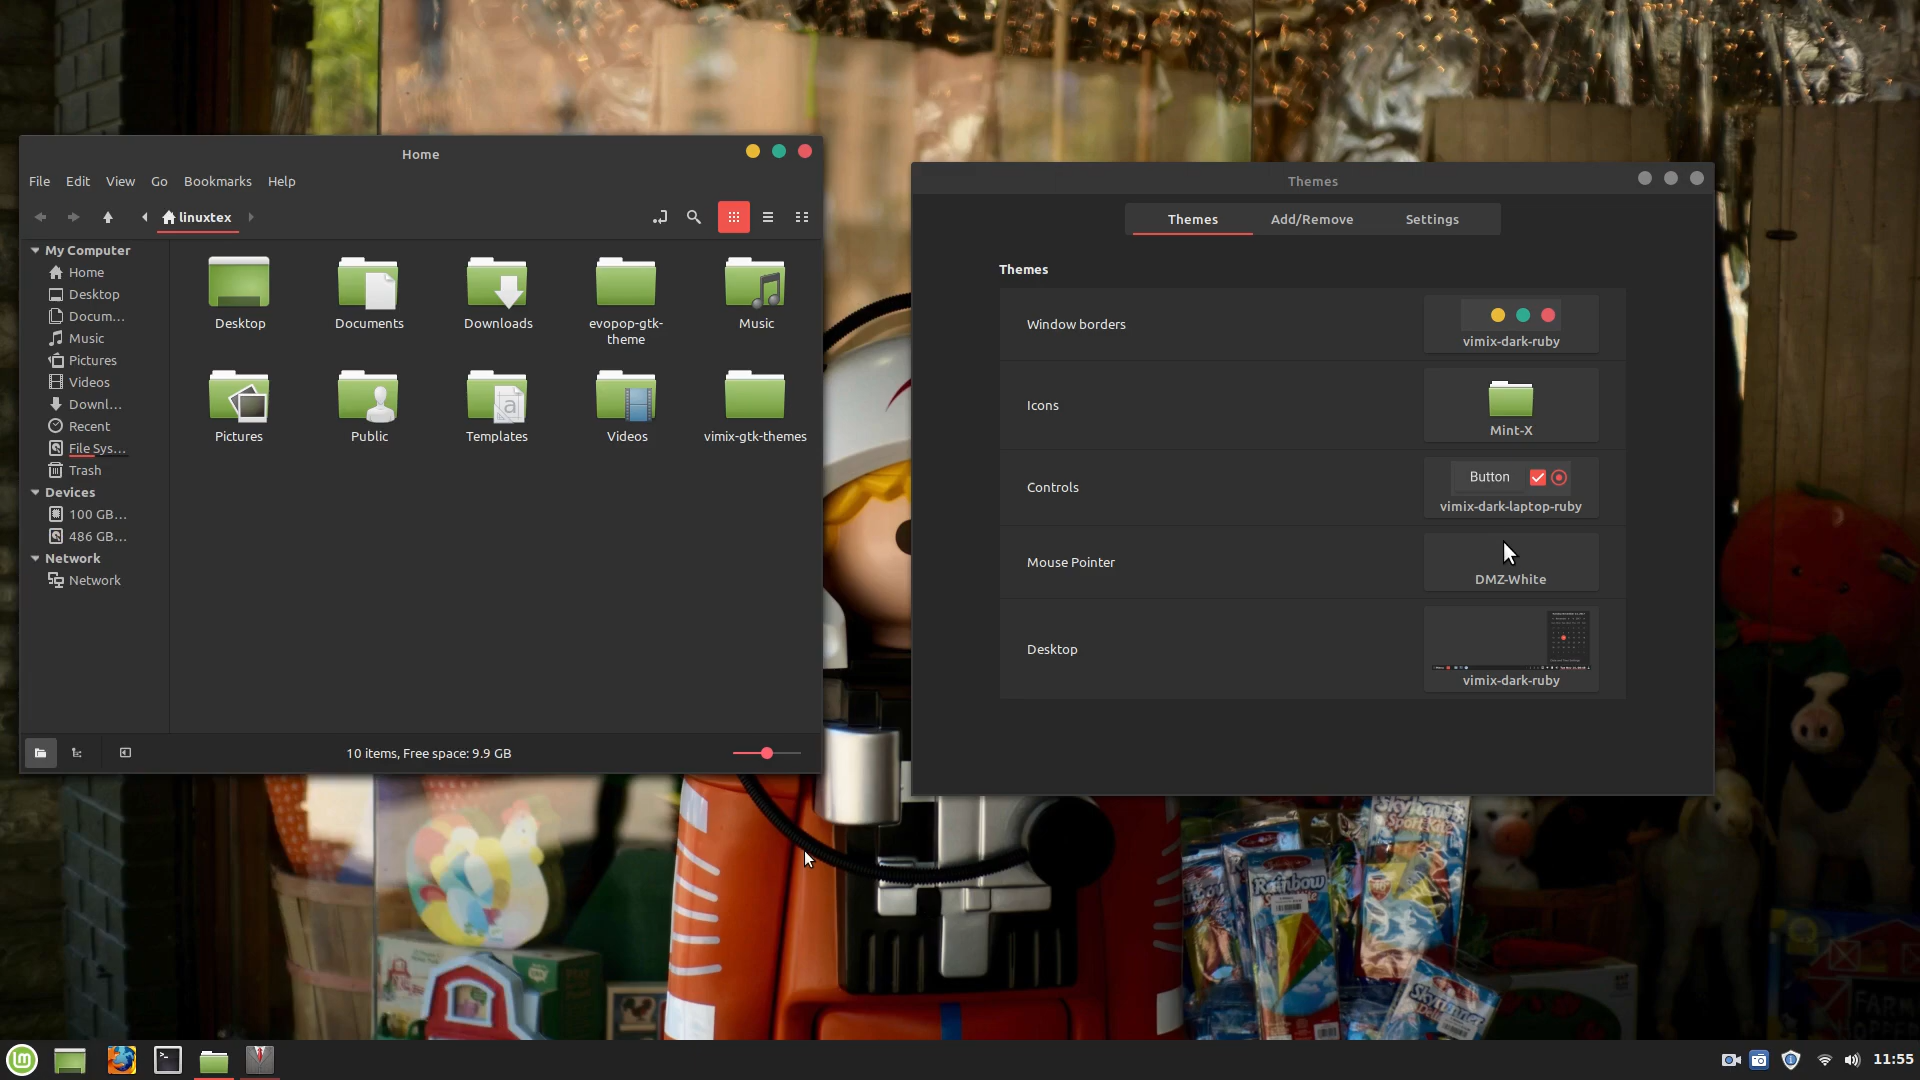 Home
File Edit View Go Bookmarks Help
linuxtex
My Computer
Home
Desktop
Docum...
Music
Pictures
Videos
Downl...
Recent
File Sys...
Trash
Devices
100 GB...
486 GB...
Network
Network
Desktop Documents Downloads evopop-gtk-theme Music
Pictures Public Templates Videos vimix-gtk-themes
10 items, Free space: 9.9 GB
Themes
Themes Add/Remove Settings
Themes
Window borders
vimix-dark-ruby
Icons
Mint-X
Controls
Button
vimix-dark-laptop-ruby
Mouse Pointer
DMZ-White
Desktop
vimix-dark-ruby
Rainbow
11:55